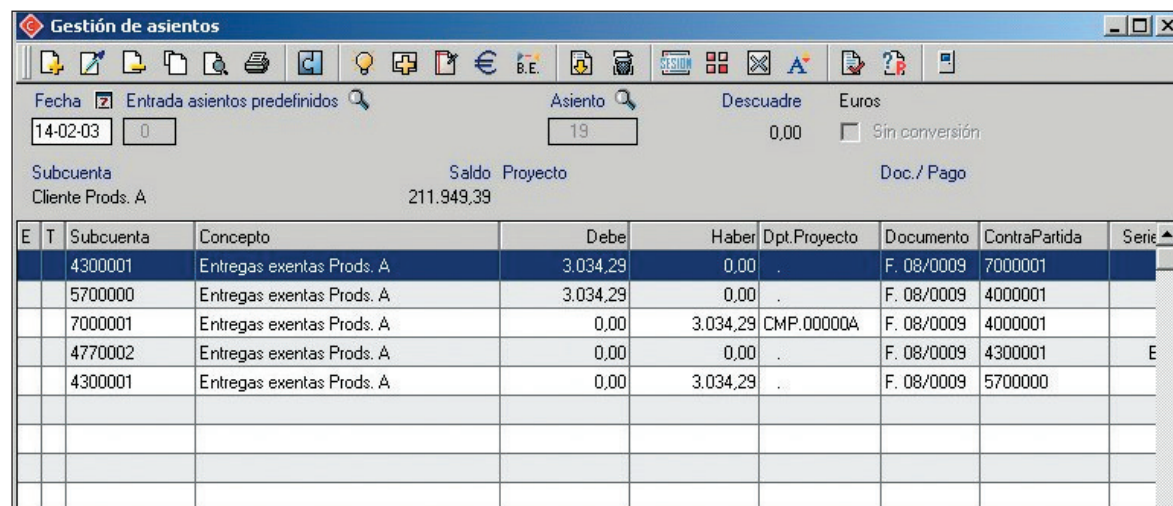 Gestión de asientos
B.E. SESION
Fecha Entrada asientos predefinidos Asiento Descuadre Euros
14-02-03 0 19 0,00 Sin conversión
Subcuenta Saldo Proyecto Doc./ Pago
Cliente Prods. A 211.949,39
E T Subcuenta Concepto Debe Haber Dpt.Proyecto Documento ContraPartida Serie
4300001 Entregas exentas Prods. A 3.034,29 0,00 . F. 08/0009 7000001
5700000 Entregas exentas Prods. A 3.034,29 0,00 . F. 08/0009 4000001
7000001 Entregas exentas Prods. A 0,00 3.034,29 CMP.00000A F. 08/0009 4000001
4770002 Entregas exentas Prods. A 0,00 0,00 . F. 08/0009 4300001 E
4300001 Entregas exentas Prods. A 0,00 3.034,29 . F. 08/0009 5700000